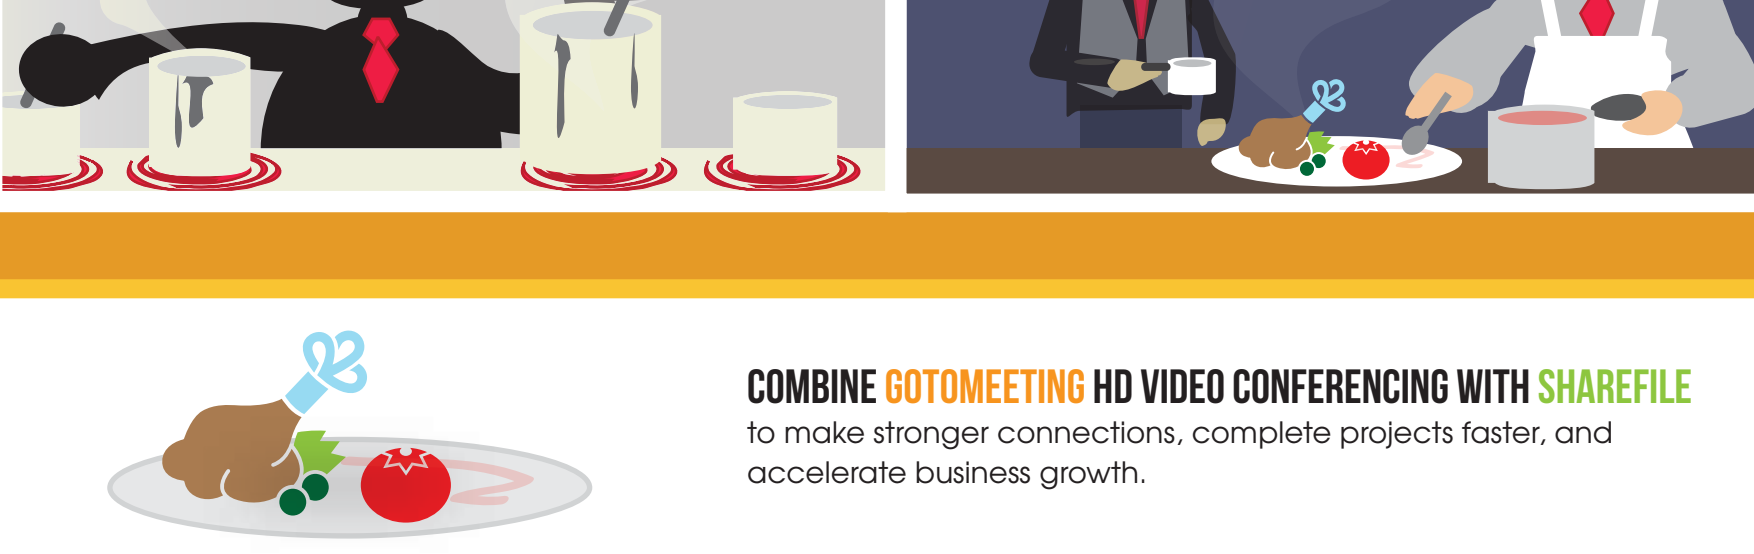 COMBINE GOTOMEETING HD VIDEO CONFERENCING WITH SHAREFILE
to make stronger connections, complete projects faster, and
accelerate business growth.